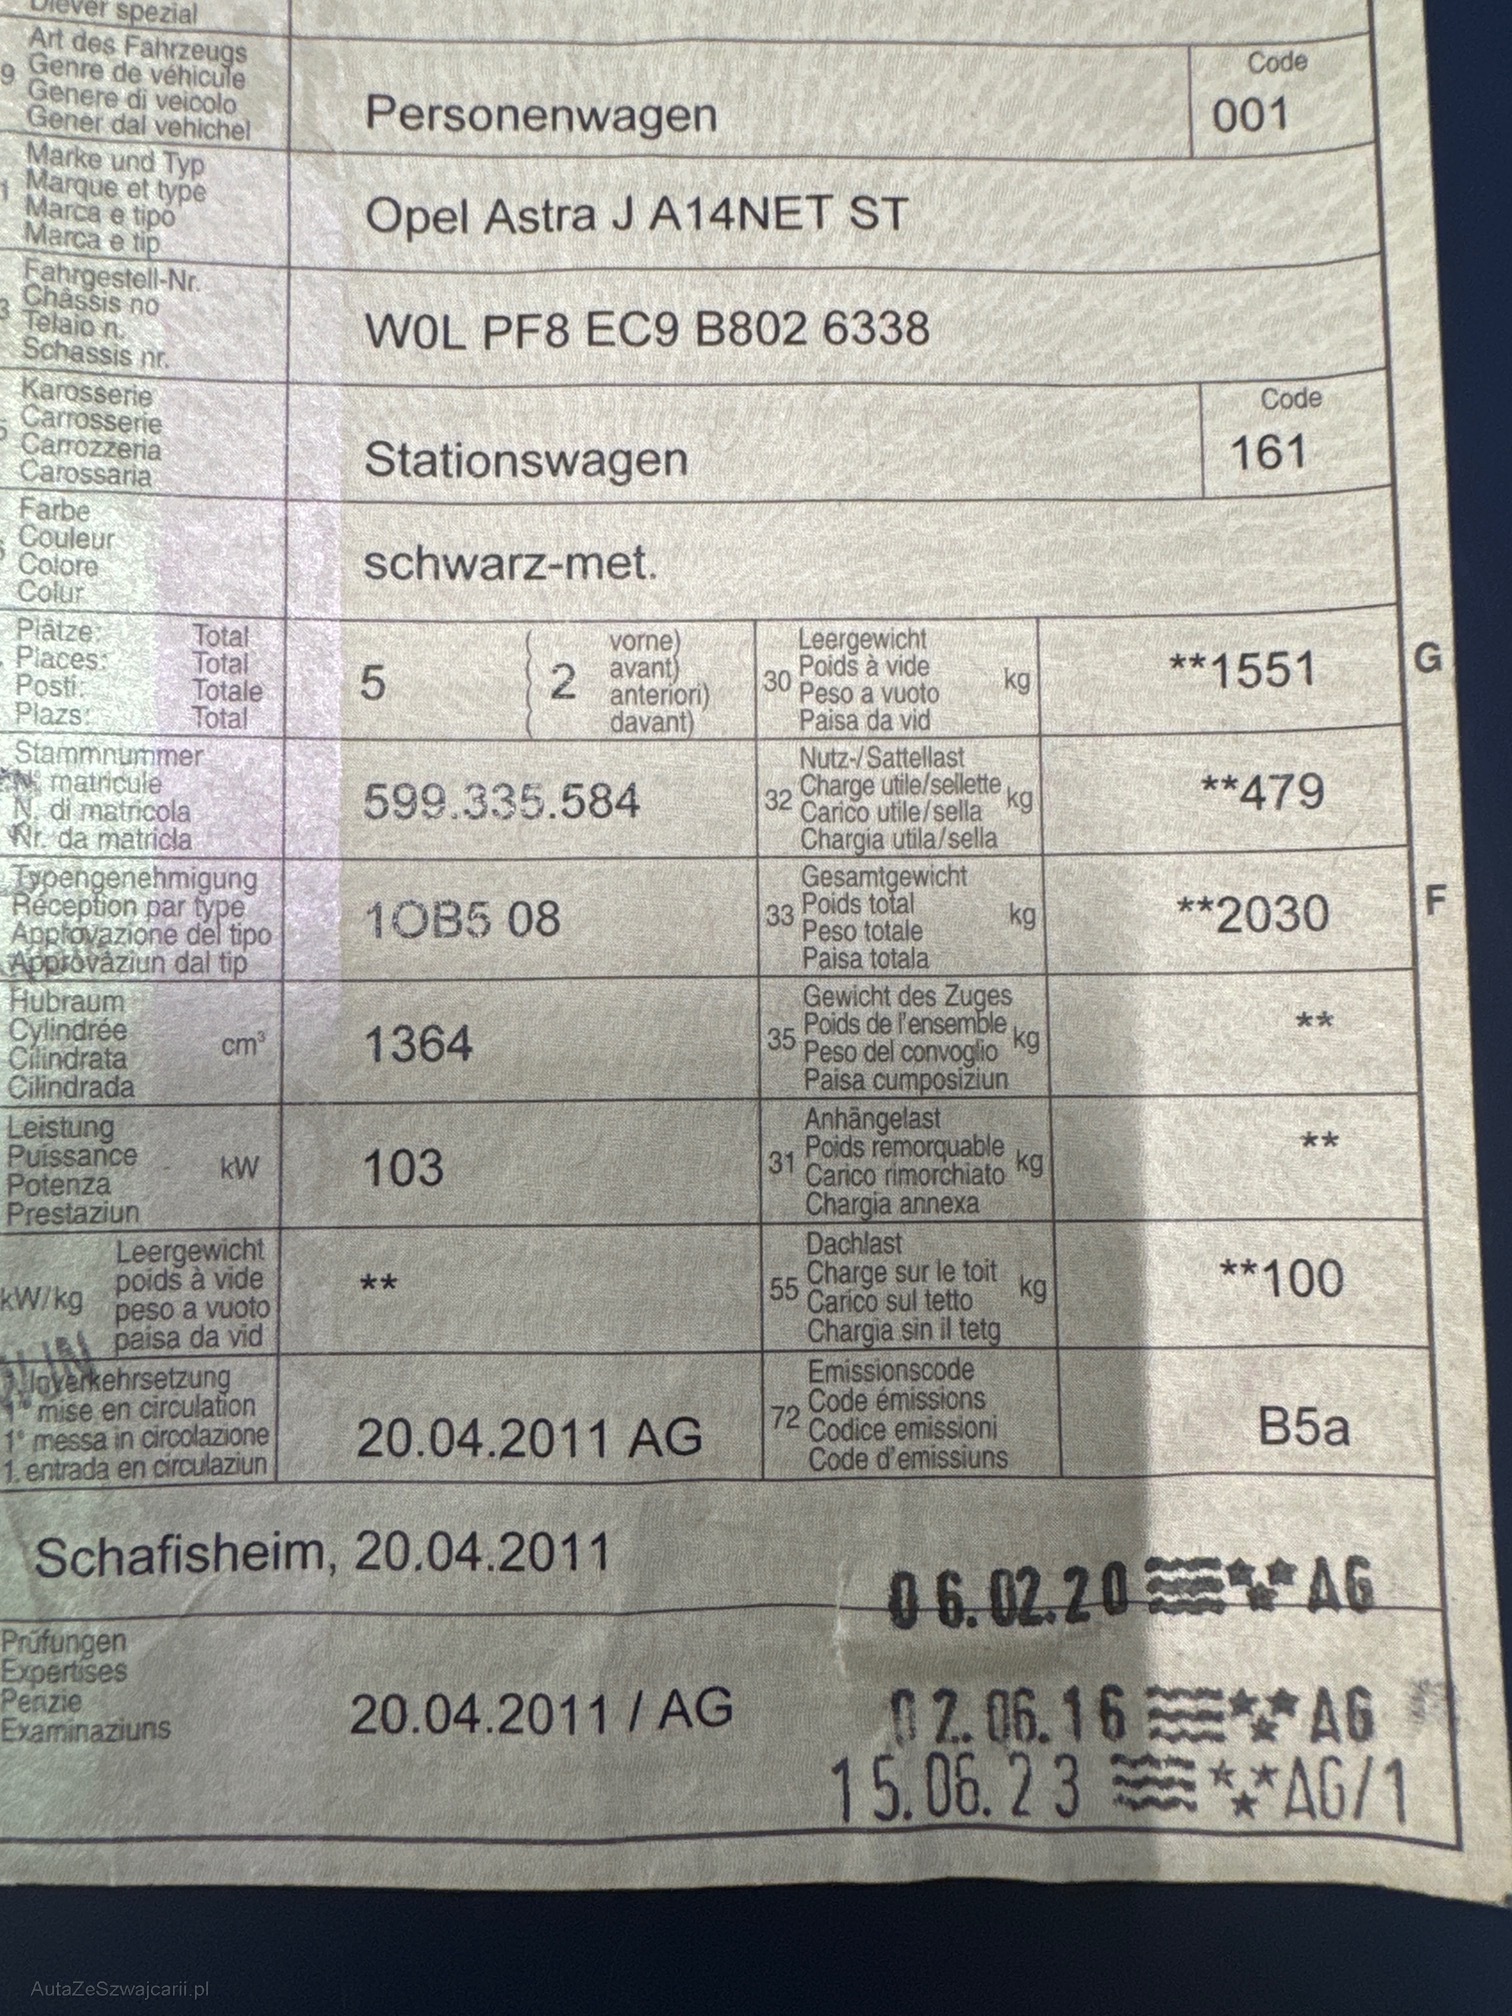 Diever spezial
Art des Fahrzeugs
9 Genre de véhicule
Genere di veicolo
Gener dal vehichel
Personenwagen
Code
001
Marke und Typ
Marque et type
Marca e tipo
Marca e tip
Opel Astra J A14NET ST
Fahrgestell-Nr.
Châssis no
Telaio n.
Schassis nr.
W0L PF8 EC9 B802 6338
Karosserie
Carrosserie
Carrozzeria
Carossaria
Stationswagen
Code
161
Farbe
Couleur
Colore
Colur
schwarz-met.
Plätze: Total
Places: Total
Posti: Totale
Plazs: Total
5 ( 2 vorne)
avant)
anteriori)
davant)
30 Leergewicht
Poids à vide
Peso a vuoto
Paisa da vid
kg
**1551
G
Stammnummer
N° matricule
N. di matricola
Nr. da matricla
599.335.584
32 Nutz-/Sattellast
Charge utile/sellette
Carico utile/sella
Chargia utila/sella
kg
**479
Typengenehmigung
Réception par type
Approvazione del tipo
Approvaziun dal tip
1OB5 08
33 Gesamtgewicht
Poids total
Peso totale
Paisa totala
kg
**2030
F
Hubraum
Cylindrée
Cilindrata
Cilindrada
cm³
1364
35 Gewicht des Zuges
Poids de l'ensemble
Peso del convoglio
Paisa cumposiziun
kg
**
Leistung
Puissance
Potenza
Prestaziun
kW
103
31 Anhängelast
Poids remorquable
Carico rimorchiato
Chargia annexa
kg
**
kW/kg
Leergewicht
poids à vide
peso a vuoto
paisa da vid
**
55 Dachlast
Charge sur le toit
Carico sul tetto
Chargia sin il tetg
kg
**100
Inverkehrsetzung
1re mise en circulation
1° messa in circolazione
1. entrada en circulaziun
20.04.2011 AG
72 Emissionscode
Code émissions
Codice emissioni
Code d'emissiuns
B5a
Schafisheim, 20.04.2011
06.02.20 AG
Prüfungen
Expertises
Perizie
Examinaziuns
20.04.2011 / AG
02.06.16 AG
15.06.23 AG/1
AutaZeSzwajcarii.pl